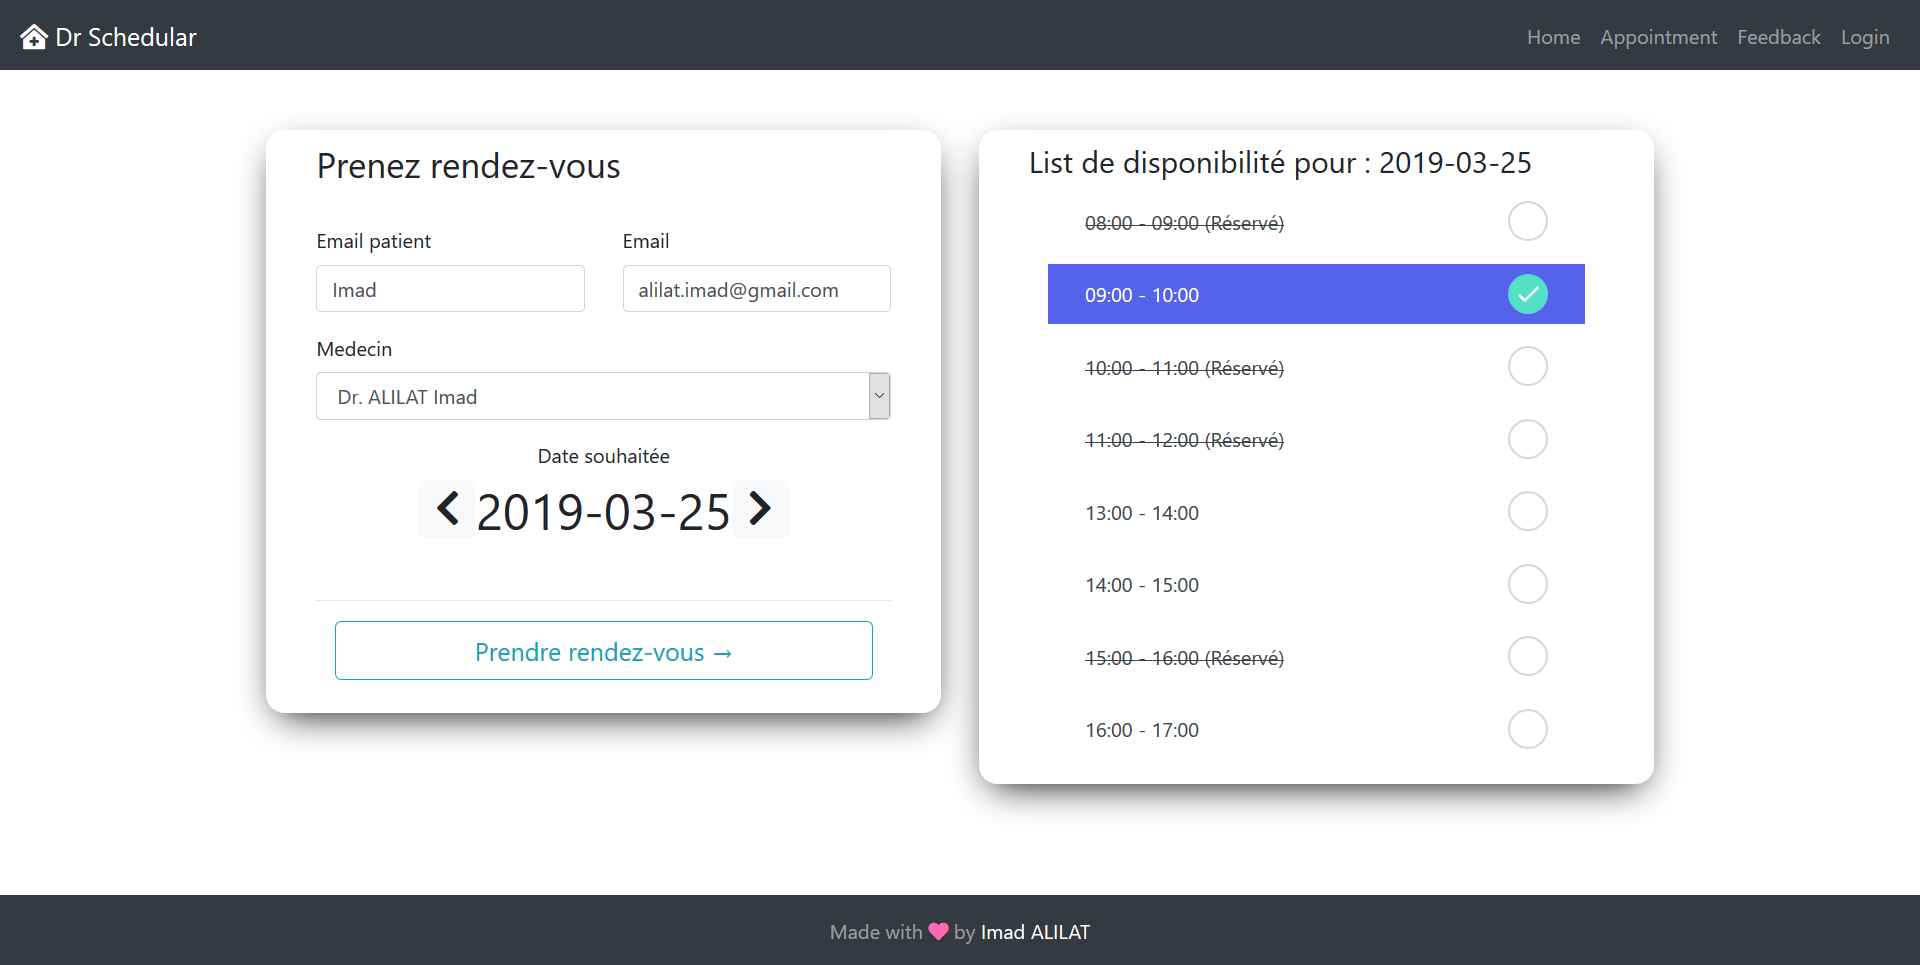 Dr Schedular
Home Appointment Feedback Login
Prenez rendez-vous
Email patient Email
Imad alilat.imad@gmail.com
Medecin
Dr. ALILAT Imad
Date souhaitée
2019-03-25
Prendre rendez-vous →
List de disponibilité pour : 2019-03-25
08:00 - 09:00 (Réservé)
09:00 - 10:00
10:00 - 11:00 (Réservé)
11:00 - 12:00 (Réservé)
13:00 - 14:00
14:00 - 15:00
15:00 - 16:00 (Réservé)
16:00 - 17:00
Made with ♥ by Imad ALILAT